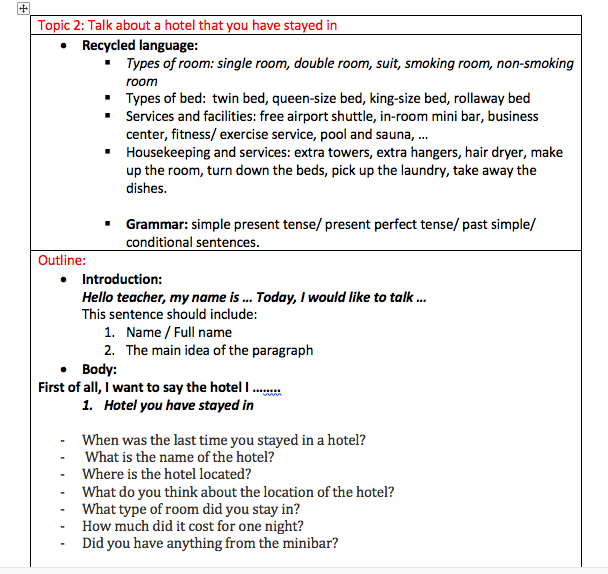 Topic 2: Talk about a hotel that you have stayed in
• Recycled language:
▪ Types of room: single room, double room, suit, smoking room, non-smoking
room
▪ Types of bed: twin bed, queen-size bed, king-size bed, rollaway bed
▪ Services and facilities: free airport shuttle, in-room mini bar, business
center, fitness/ exercise service, pool and sauna, ...
▪ Housekeeping and services: extra towers, extra hangers, hair dryer, make
up the room, turn down the beds, pick up the laundry, take away the
dishes.
▪ Grammar: simple present tense/ present perfect tense/ past simple/
conditional sentences.
Outline:
• Introduction:
Hello teacher, my name is ... Today, I would like to talk ...
This sentence should include:
1. Name / Full name
2. The main idea of the paragraph
• Body:
First of all, I want to say the hotel I ........
1. Hotel you have stayed in
- When was the last time you stayed in a hotel?
- What is the name of the hotel?
- Where is the hotel located?
- What do you think about the location of the hotel?
- What type of room did you stay in?
- How much did it cost for one night?
- Did you have anything from the minibar?